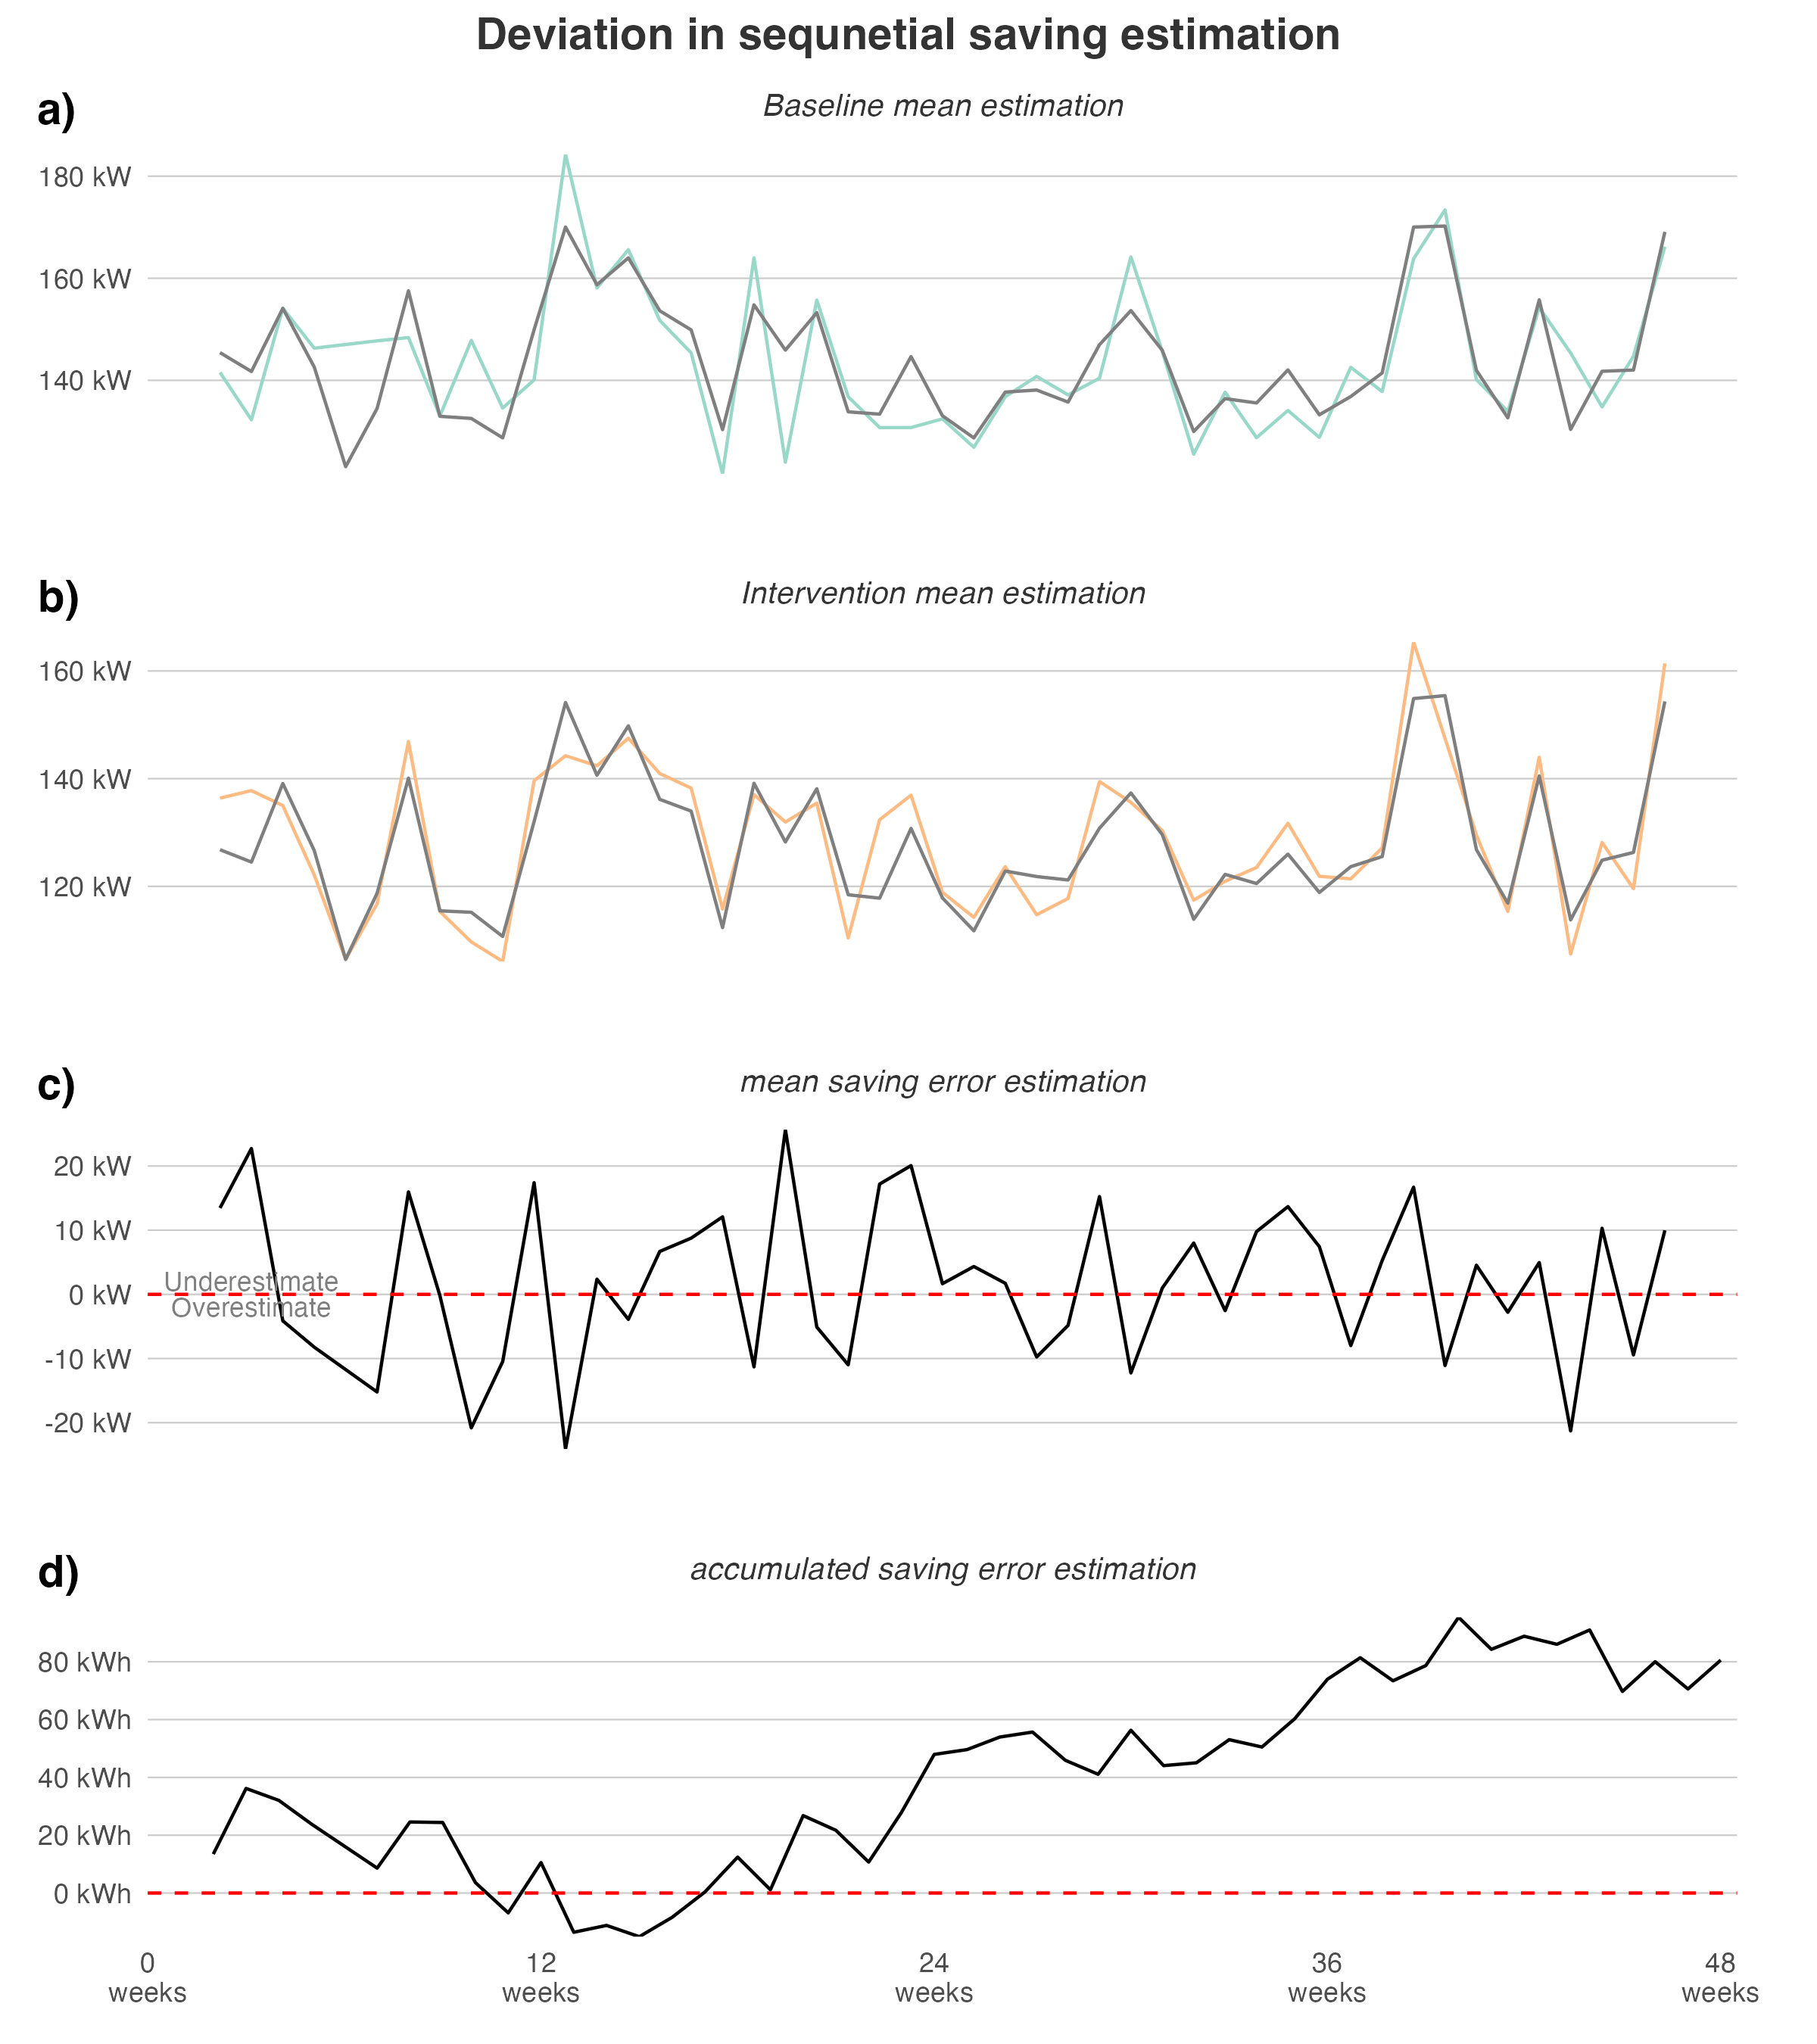 Deviation in sequnetial saving estimation
a)
Baseline mean estimation
180 kW
160 kW
140 kW
b)
Intervention mean estimation
160 kW
140 kW
120 kW
c)
mean saving error estimation
20 kW
10 kW
Underestimate
0 kW
Overestimate
-10 kW
-20 kW
d)
accumulated saving error estimation
80 kWh
60 kWh
40 kWh
20 kWh
0 kWh
0 12 24 36 48
weeks weeks weeks weeks weeks